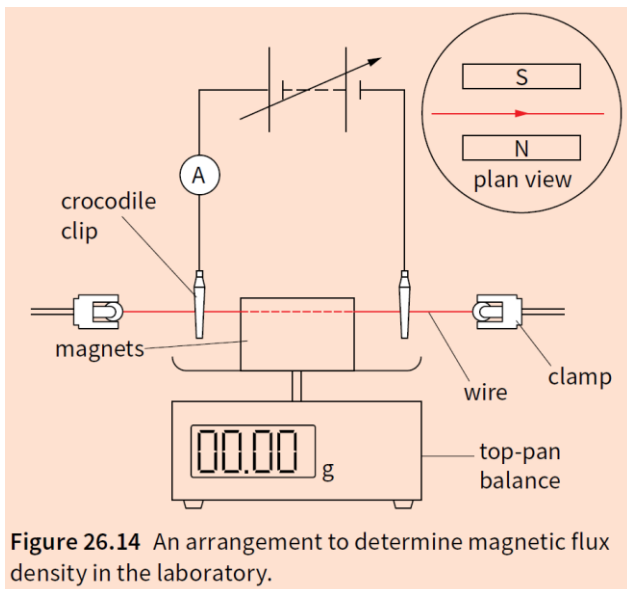 S
N
plan view
A
crocodile
clip
magnets
wire
clamp
00.00 g
top-pan
balance
Figure 26.14 An arrangement to determine magnetic flux
density in the laboratory.